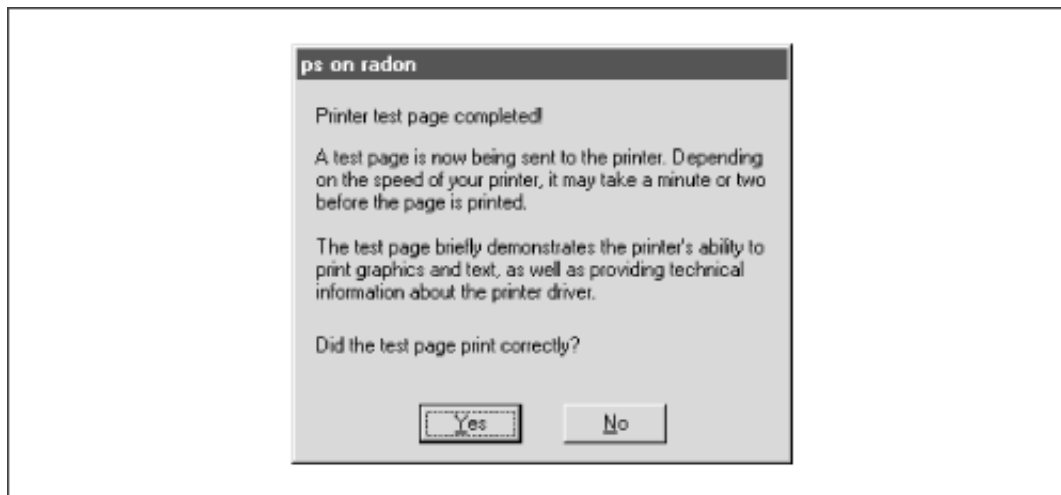 ps on radon
Printer test page completed!
A test page is now being sent to the printer. Depending
on the speed of your printer, it may take a minute or two
before the page is printed.
The test page briefly demonstrates the printer's ability to
print graphics and text, as well as providing technical
information about the printer driver.
Did the test page print correctly?
Yes No